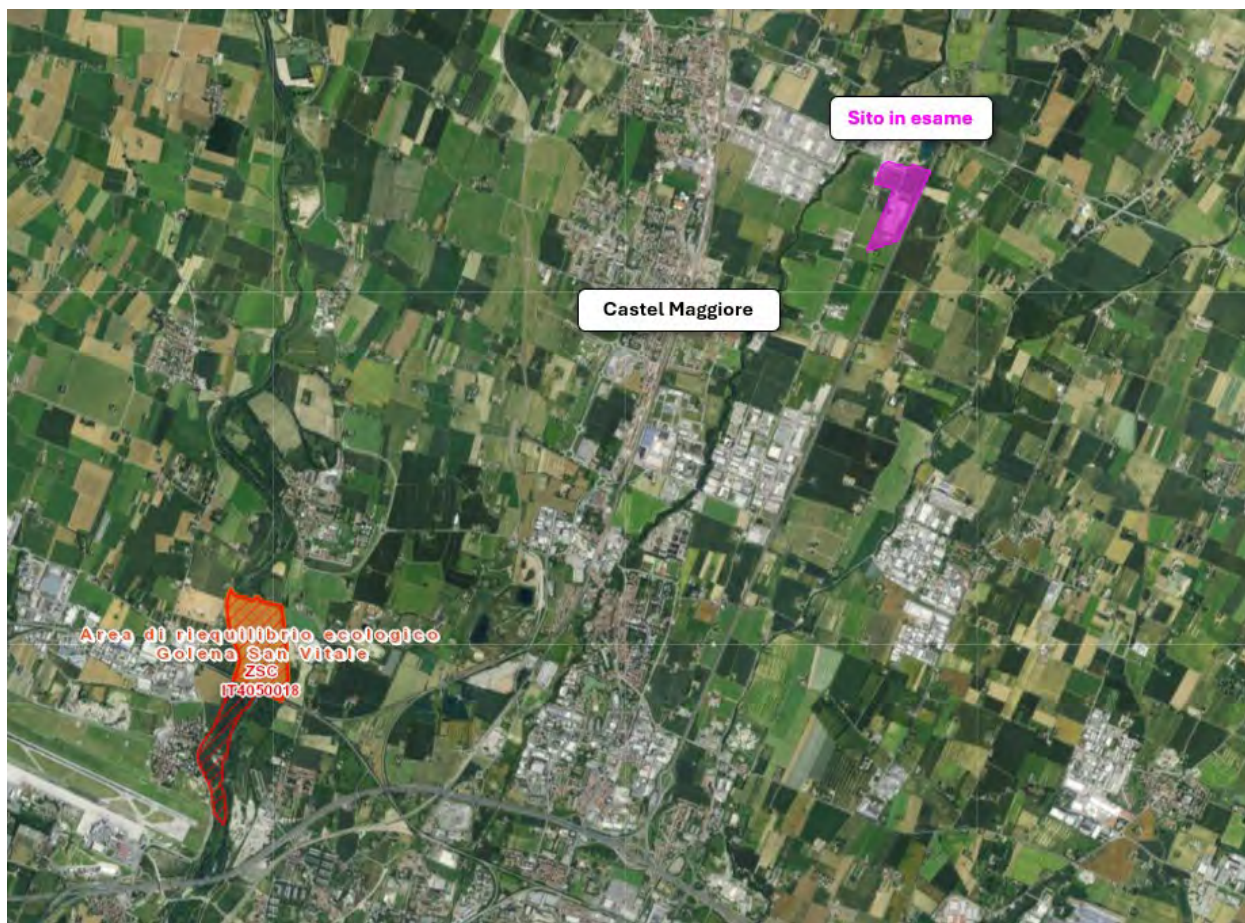 Sito in esame
Castel Maggiore
Area di riequilibrio ecologico
Golena San Vitale
ZSC
IT4050018